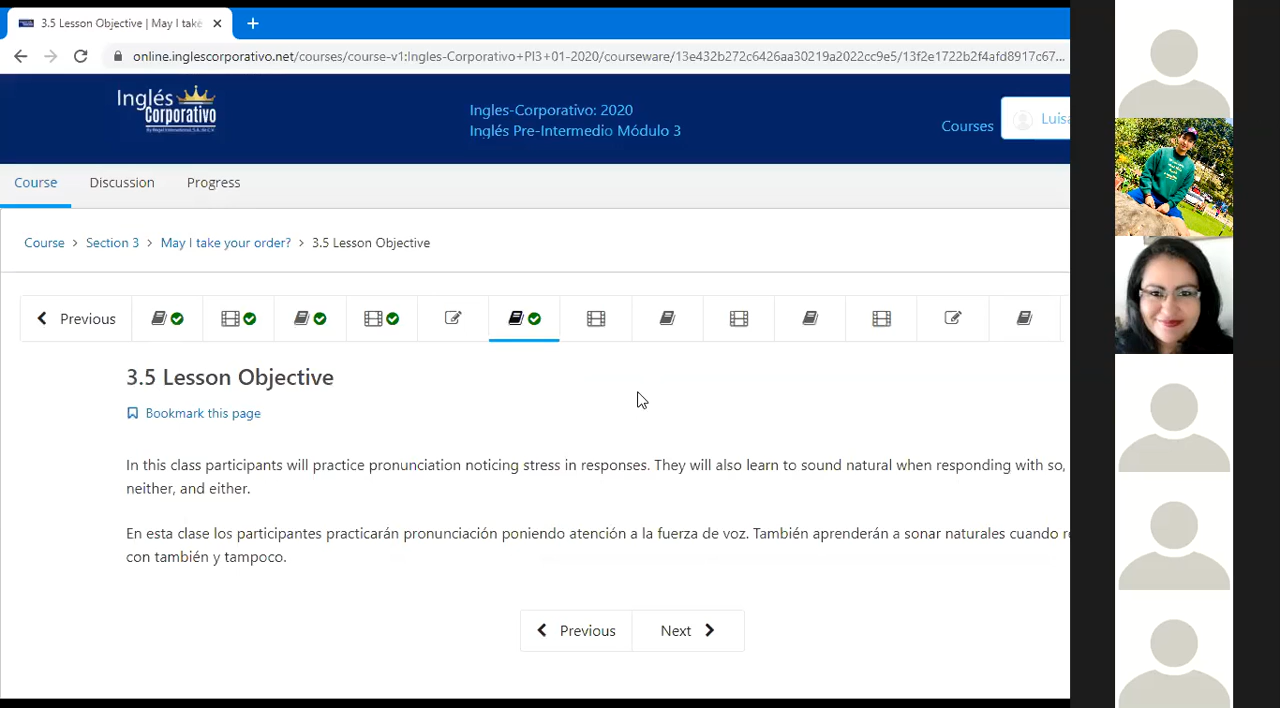 3.5 Lesson Objective | May I take
online.inglescorporativo.net/courses/course-v1:Ingles-Corporativo+PI3+01-2020/courseware/13e432b272c6426aa30219a2022cc9e5/13f2e1722b2f4afd8917c67...
Inglés
Corporativo
Ingles-Corporativo: 2020
Inglés Pre-Intermedio Módulo 3
Courses
Luisa
Course Discussion Progress
Course > Section 3 > May I take your order? > 3.5 Lesson Objective
Previous
3.5 Lesson Objective
Bookmark this page
In this class participants will practice pronunciation noticing stress in responses. They will also learn to sound natural when responding with so,
neither, and either.
En esta clase los participantes practicarán pronunciación poniendo atención a la fuerza de voz. También aprenderán a sonar naturales cuando
con también y tampoco.
Previous Next